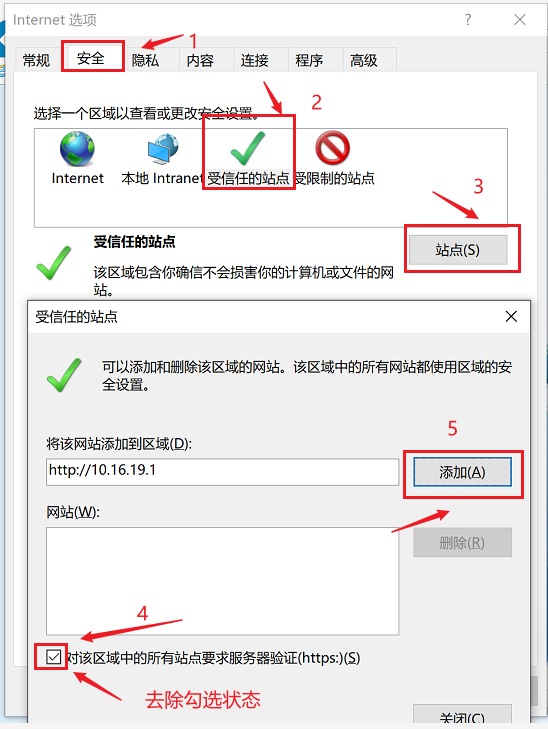 Internet 选项
1
常规 安全 隐私 内容 连接 程序 高级
2
选择一个区域以查看或更改安全设置。
Internet 本地 Intranet 受信任的站点 受限制的站点
3
受信任的站点
站点(S)
该区域包含你确信不会损害你的计算机或文件的网
站。
受信任的站点
可以添加和删除该区域的网站。该区域中的所有网站都使用区域的安
全设置。
5
将该网站添加到区域(D):
http://10.16.19.1
添加(A)
网站(W):
删除(R)
4
对该区域中的所有站点要求服务器验证(https:)(S)
去除勾选状态
关闭(C)